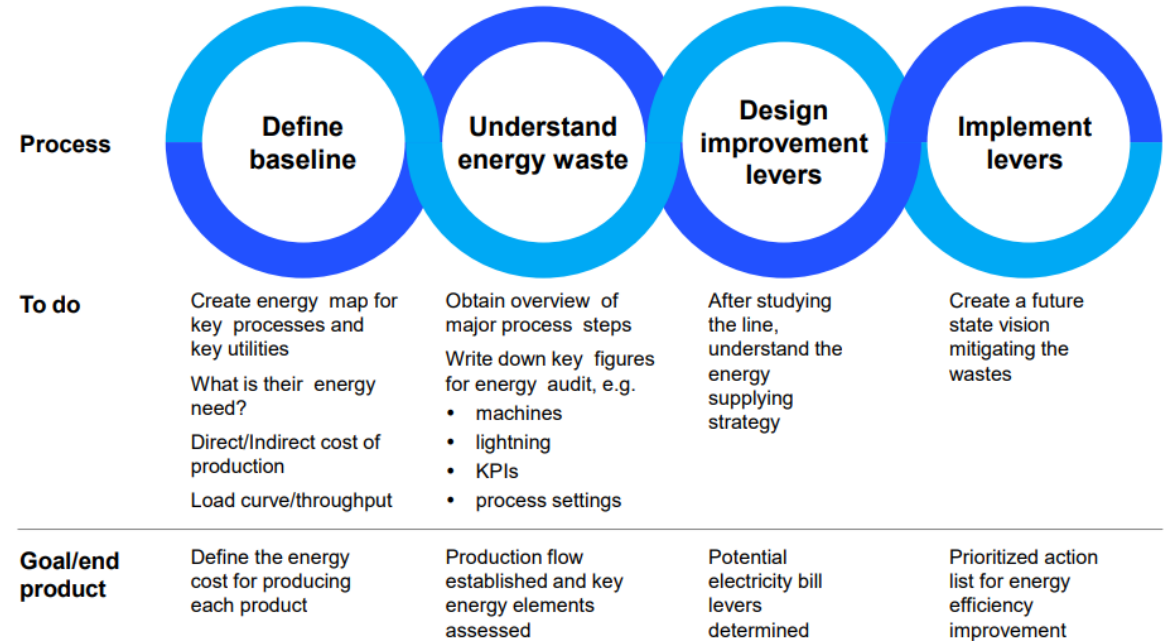 Process
Define
baseline
Understand
energy waste
Design
improvement
levers
Implement
levers
To do
Create energy map for
key processes and
key utilities
What is their energy
need?
Direct/Indirect cost of
production
Load curve/throughput
Obtain overview of
major process steps
Write down key figures
for energy audit, e.g.
• machines
• lightning
• KPIs
• process settings
After studying
the line,
understand the
energy
supplying
strategy
Create a future
state vision
mitigating the
wastes
Goal/end
product
Define the energy
cost for producing
each product
Production flow
established and key
energy elements
assessed
Potential
electricity bill
levers
determined
Prioritized action
list for energy
efficiency
improvement